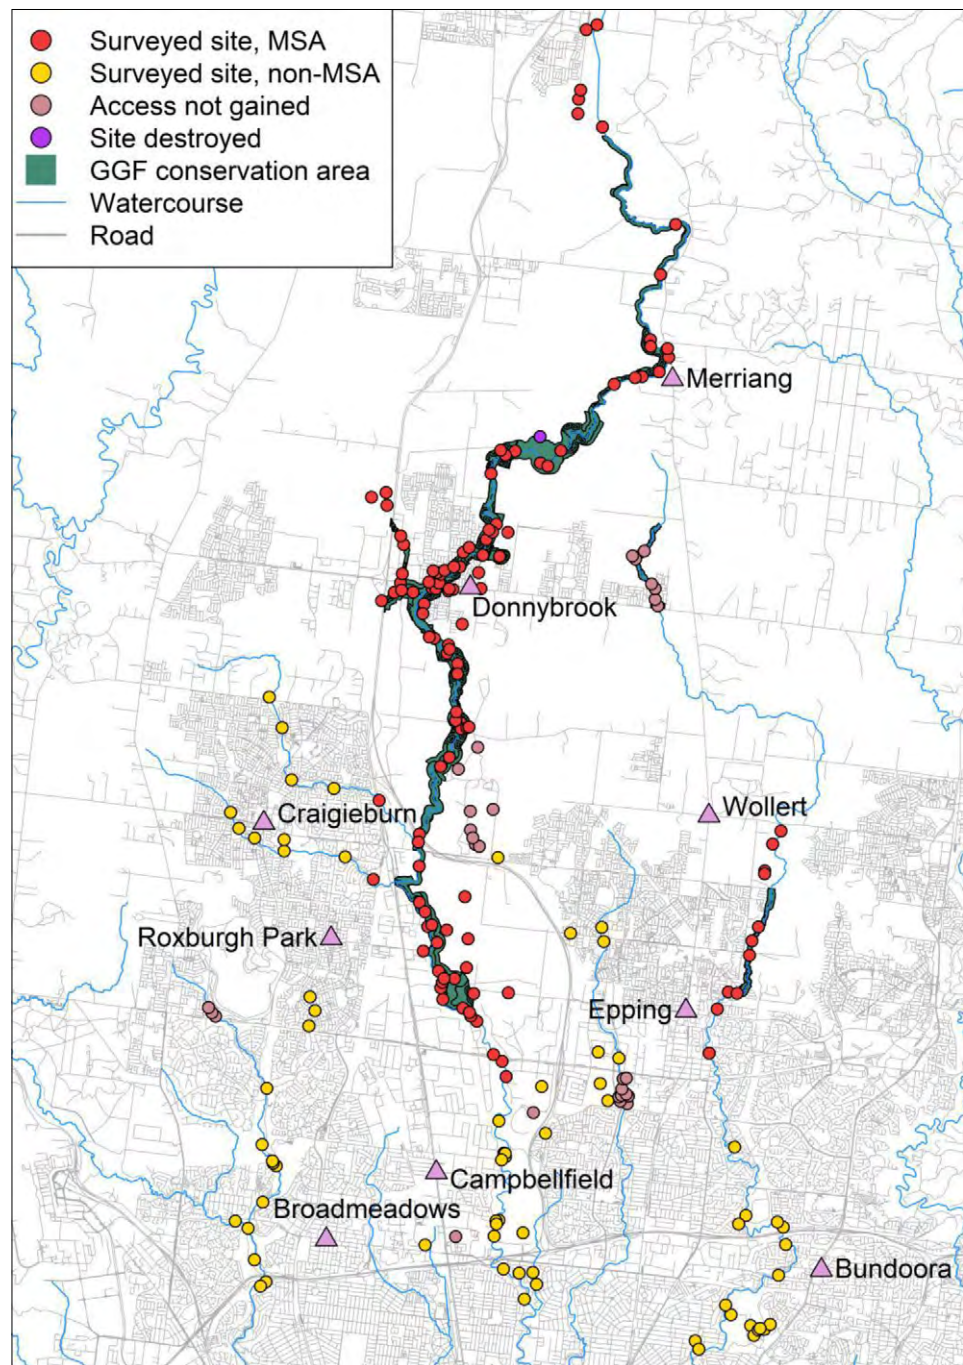 Surveyed site, MSA
Surveyed site, non-MSA
Access not gained
Site destroyed
GGF conservation area
Watercourse
Road
Merriang
Donnybrook
Craigieburn
Wollert
Roxburgh Park
Epping
Campbellfield
Broadmeadows
Bundoora